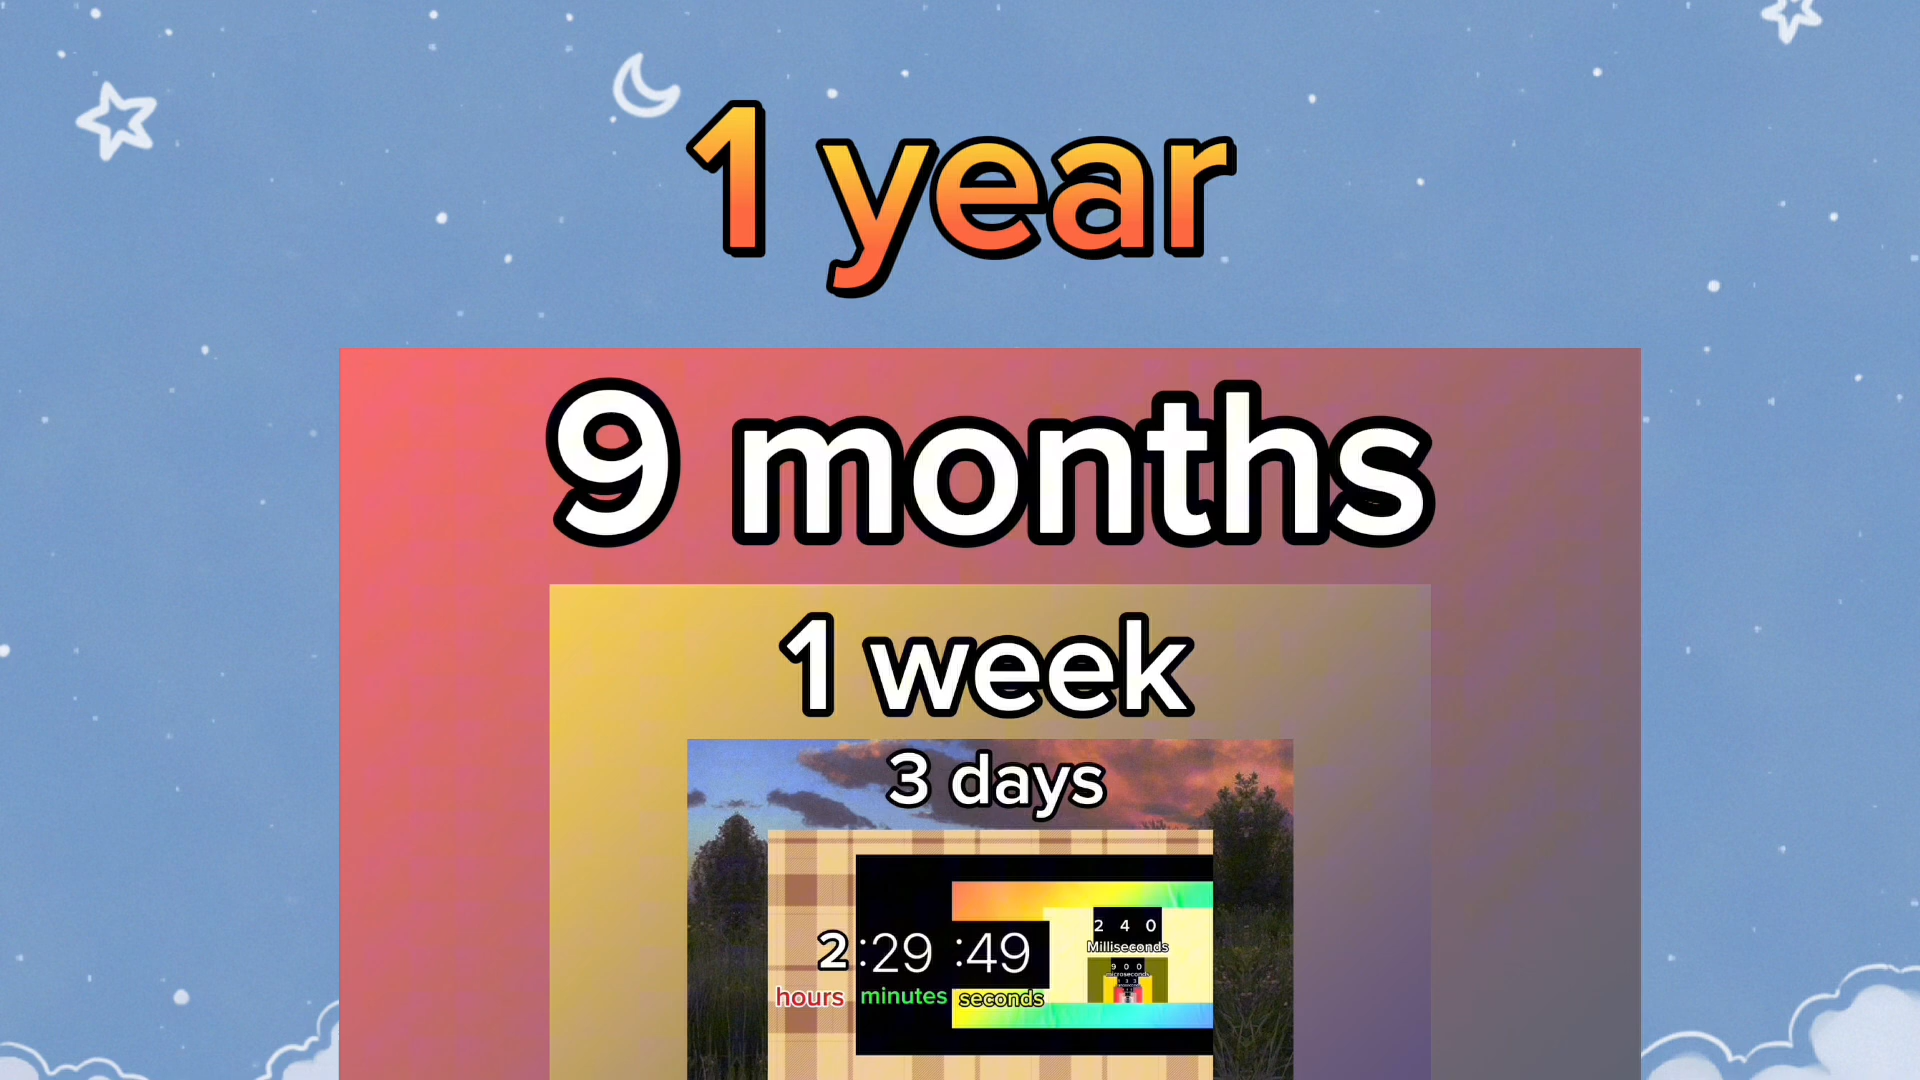 1 year
9 months
1 week
3 days
2 :29 :49
hours minutes seconds
2 4 0
Milliseconds
9 0 0
microseconds